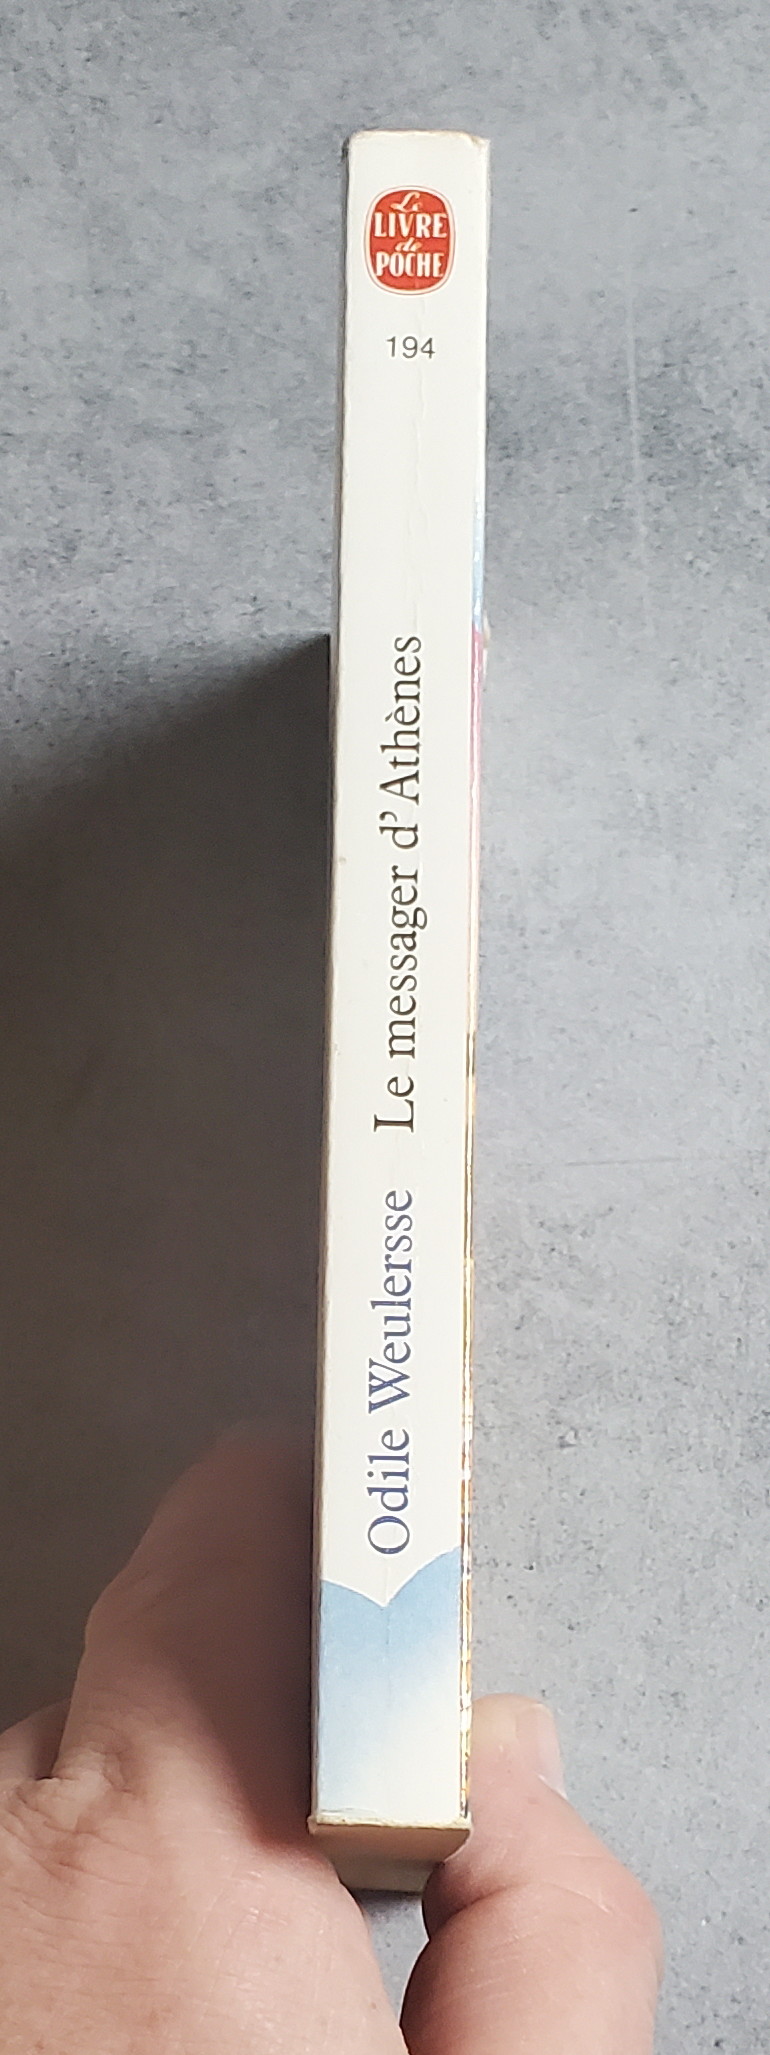 Le
LIVRE
de
POCHE
194
Odile Weulersse Le messager d'Athènes